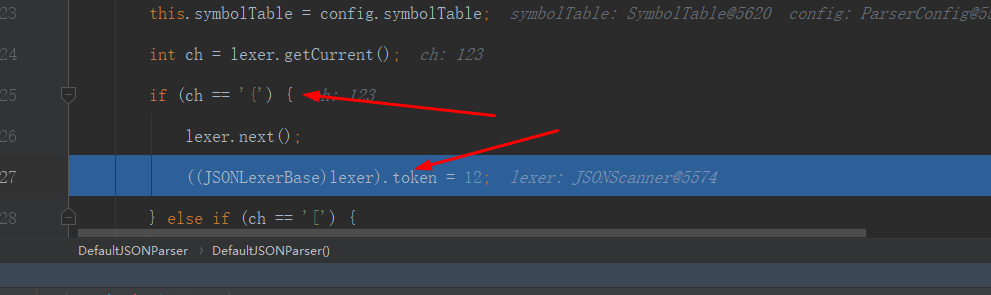 23 this.symbolTable = config.symbolTable; symbolTable: SymbolTable@5620 config: ParserConfig@5
24 int ch = lexer.getCurrent(); ch: 123
25 if (ch == '{') { ch: 123
26 lexer.next();
27 ((JSONLexerBase)lexer).token = 12; lexer: JSONScanner@5574
28 } else if (ch == '[') {
DefaultJSONParser › DefaultJSONParser()